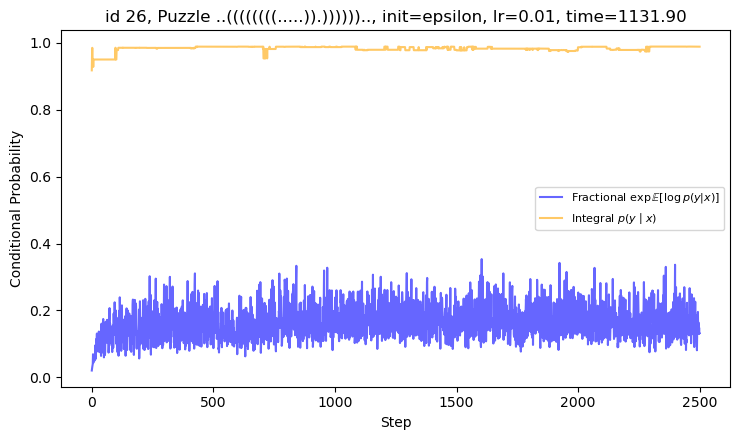 id 26, Puzzle ..((((((((.....)).)))))).., init=epsilon, lr=0.01, time=1131.90
1.0
0.8
0.6
0.4
0.2
0.0
Conditional Probability
Fractional exp𝔼[log p(y|x)]
Integral p(y | x)
0
500
1000
1500
2000
2500
Step